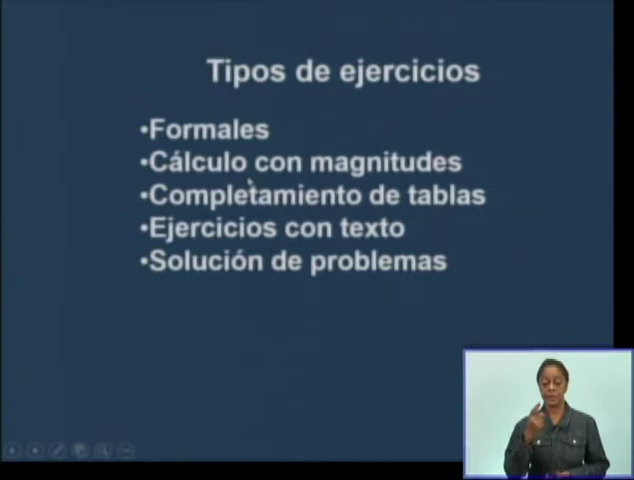 Tipos de ejercicios
•Formales
•Cálculo con magnitudes
•Completamiento de tablas
•Ejercicios con texto
•Solución de problemas